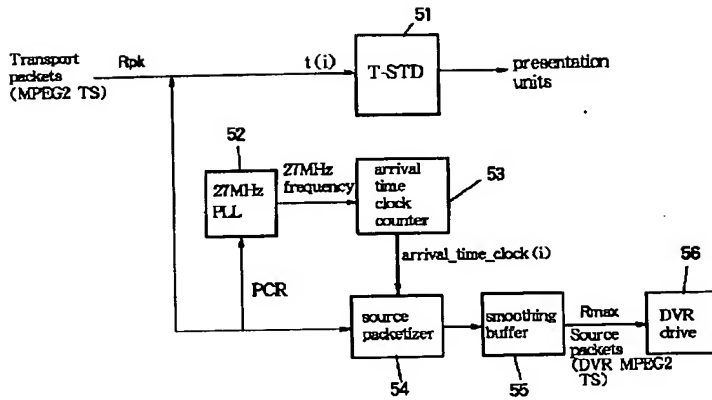 51
Transport
packets
(MPEG2 TS)
Rpk
t(i)
T-STD
presentation
units
52
27MHz
frequency
27MHz
PLL
arrival
time
clock
counter
53
arrival_time_clock(i)
PCR
56
source
packetizer
smoothing
buffer
Rmax
Source
packets
(DVR MPEG2
TS)
DVR
drive
54
55